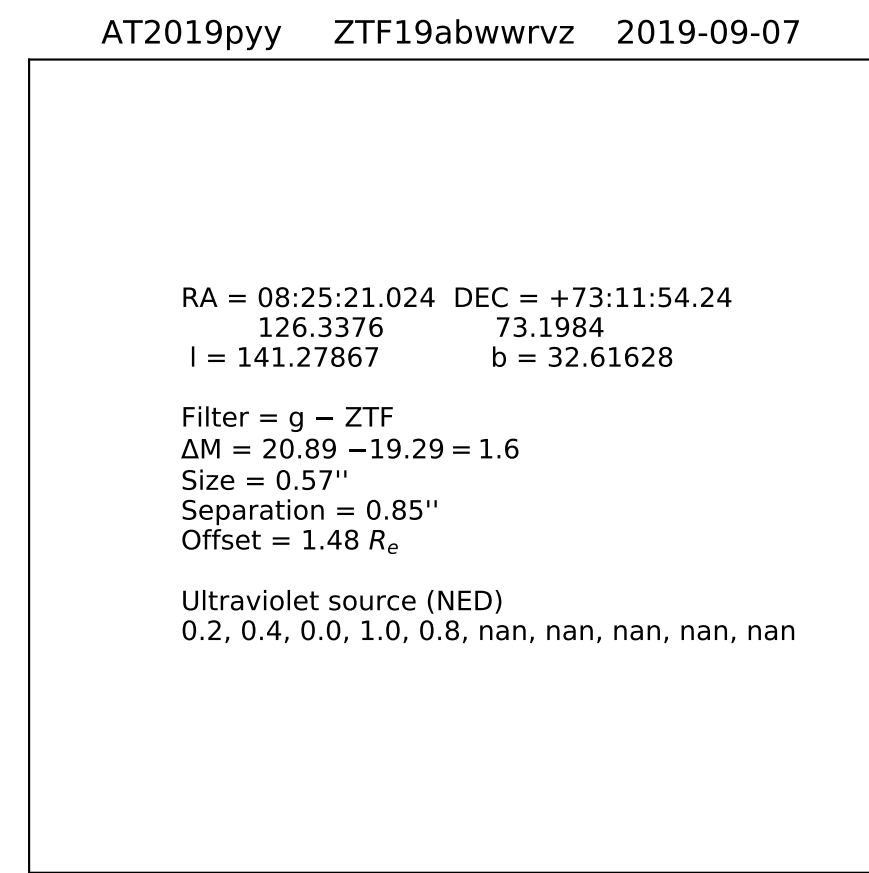 AT2019pyy ZTF19abwwrvz 2019-09-07
RA = 08:25:21.024 DEC = +73:11:54.24
126.3376 73.1984
l = 141.27867 b = 32.61628
Filter = g − ZTF
ΔM = 20.89 −19.29 = 1.6
Size = 0.57''
Separation = 0.85''
Offset = 1.48 Re
Ultraviolet source (NED)
0.2, 0.4, 0.0, 1.0, 0.8, nan, nan, nan, nan, nan